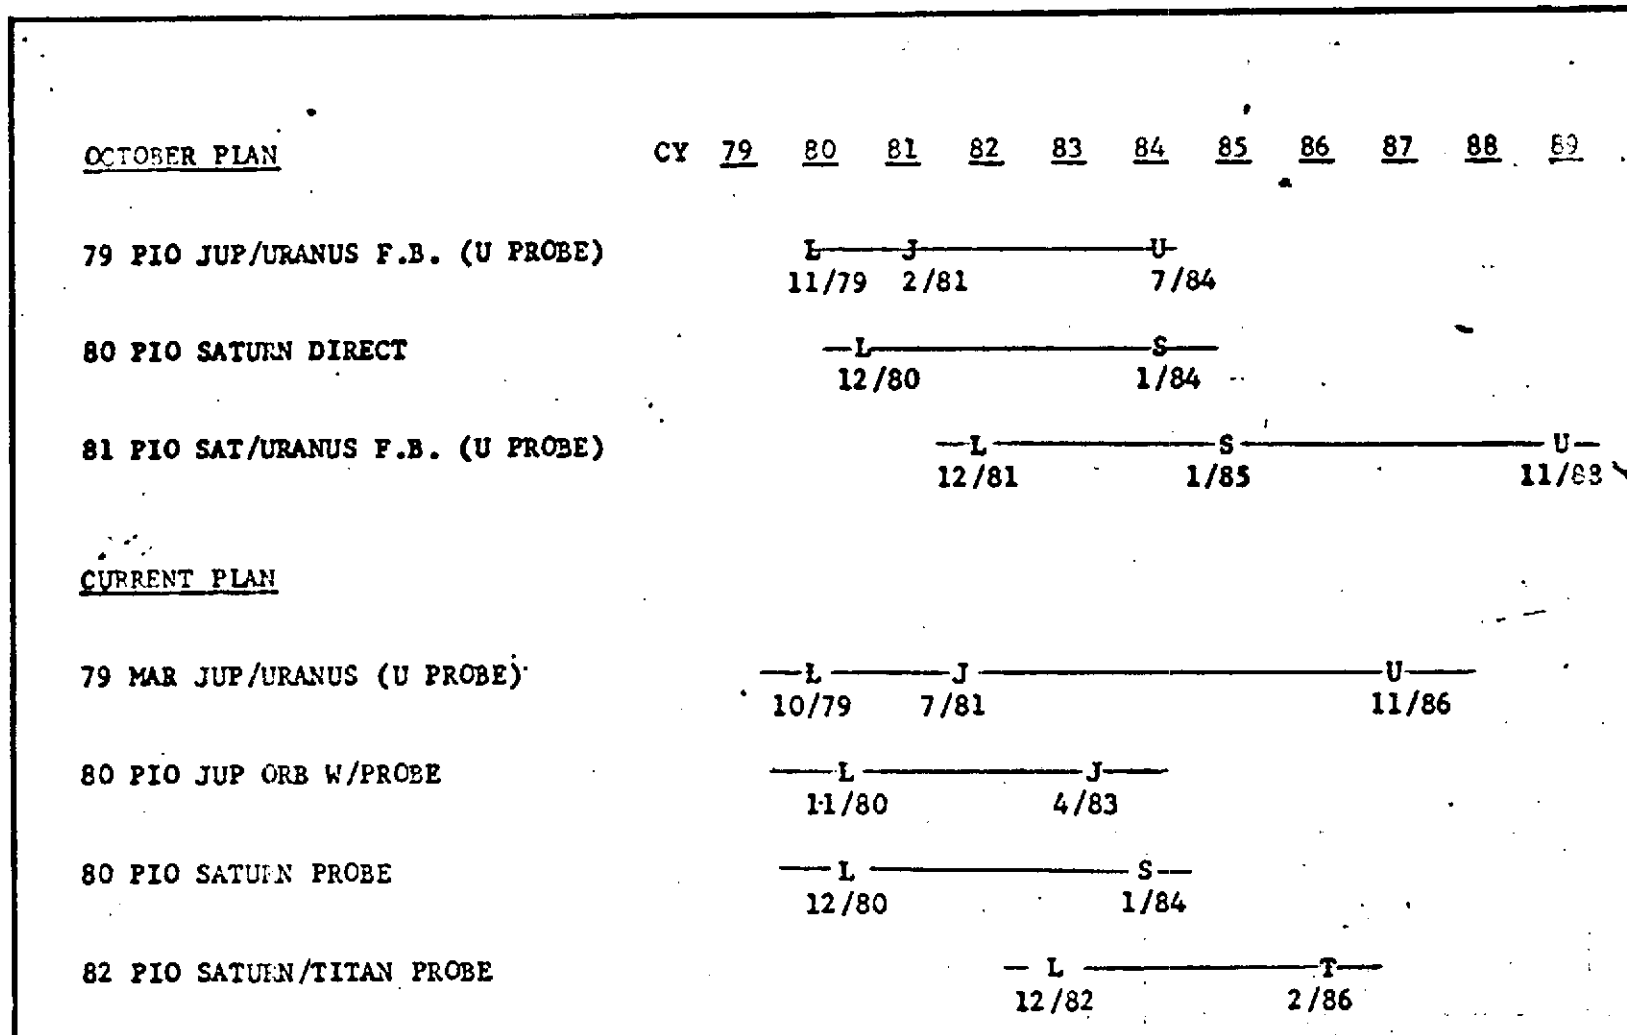 OCTOBER PLAN CY 79 80 81 82 83 84 85 86 87 88 89
79 PIO JUP/URANUS F.B. (U PROBE) L J U
11/79 2/81 7/84
80 PIO SATURN DIRECT L S
12/80 1/84
81 PIO SAT/URANUS F.B. (U PROBE) L S U
12/81 1/85 11/88
CURRENT PLAN
79 MAR JUP/URANUS (U PROBE) L J U
10/79 7/81 11/86
80 PIO JUP ORB W/PROBE L J
11/80 4/83
80 PIO SATURN PROBE L S
12/80 1/84
82 PIO SATURN/TITAN PROBE L T
12/82 2/86